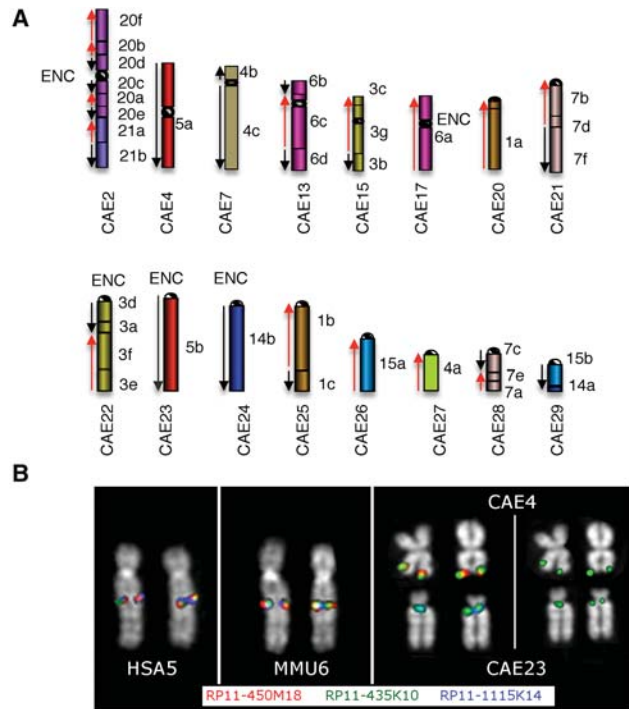 A
20f
20b
20d
ENC
20c
20a
20e
21a
21b
CAE2
5a
CAE4
4b
4c
CAE7
6b
6c
6d
CAE13
3c
3g
3b
CAE15
ENC
6a
CAE17
1a
CAE20
7b
7d
7f
CAE21
ENC
3d
3a
3f
3e
CAE22
ENC
5b
CAE23
ENC
14b
CAE24
1b
1c
CAE25
15a
CAE26
4a
CAE27
7c
7e
7a
CAE28
15b
14a
CAE29
B
CAE4
HSA5
MMU6
CAE23
RP11-450M18 RP11-435K10 RP11-1115K14